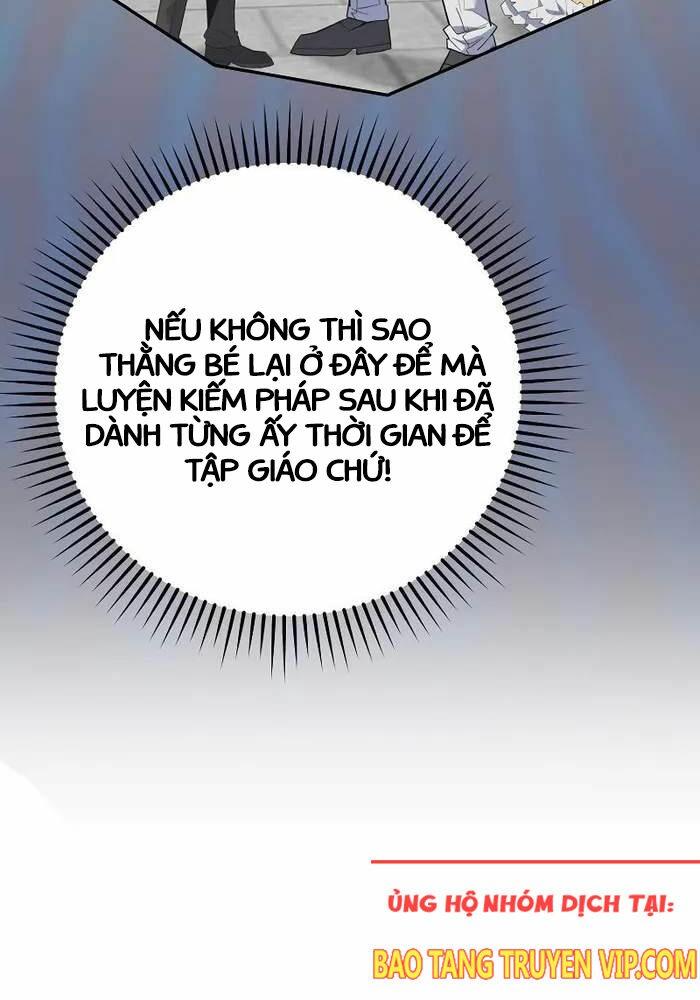 NẾU KHÔNG THÌ SAO
THẰNG BÉ LẠI Ở ĐÂY ĐỂ MÀ
LUYỆN KIẾM PHÁP SAU KHI ĐÃ
DÀNH TỪNG ẤY THỜI GIAN ĐỂ
TẬP GIÁO CHỨ!
ỦNG HỘ NHÓM DỊCH TẠI:
BAO TANG TRUYEN VIP.COM